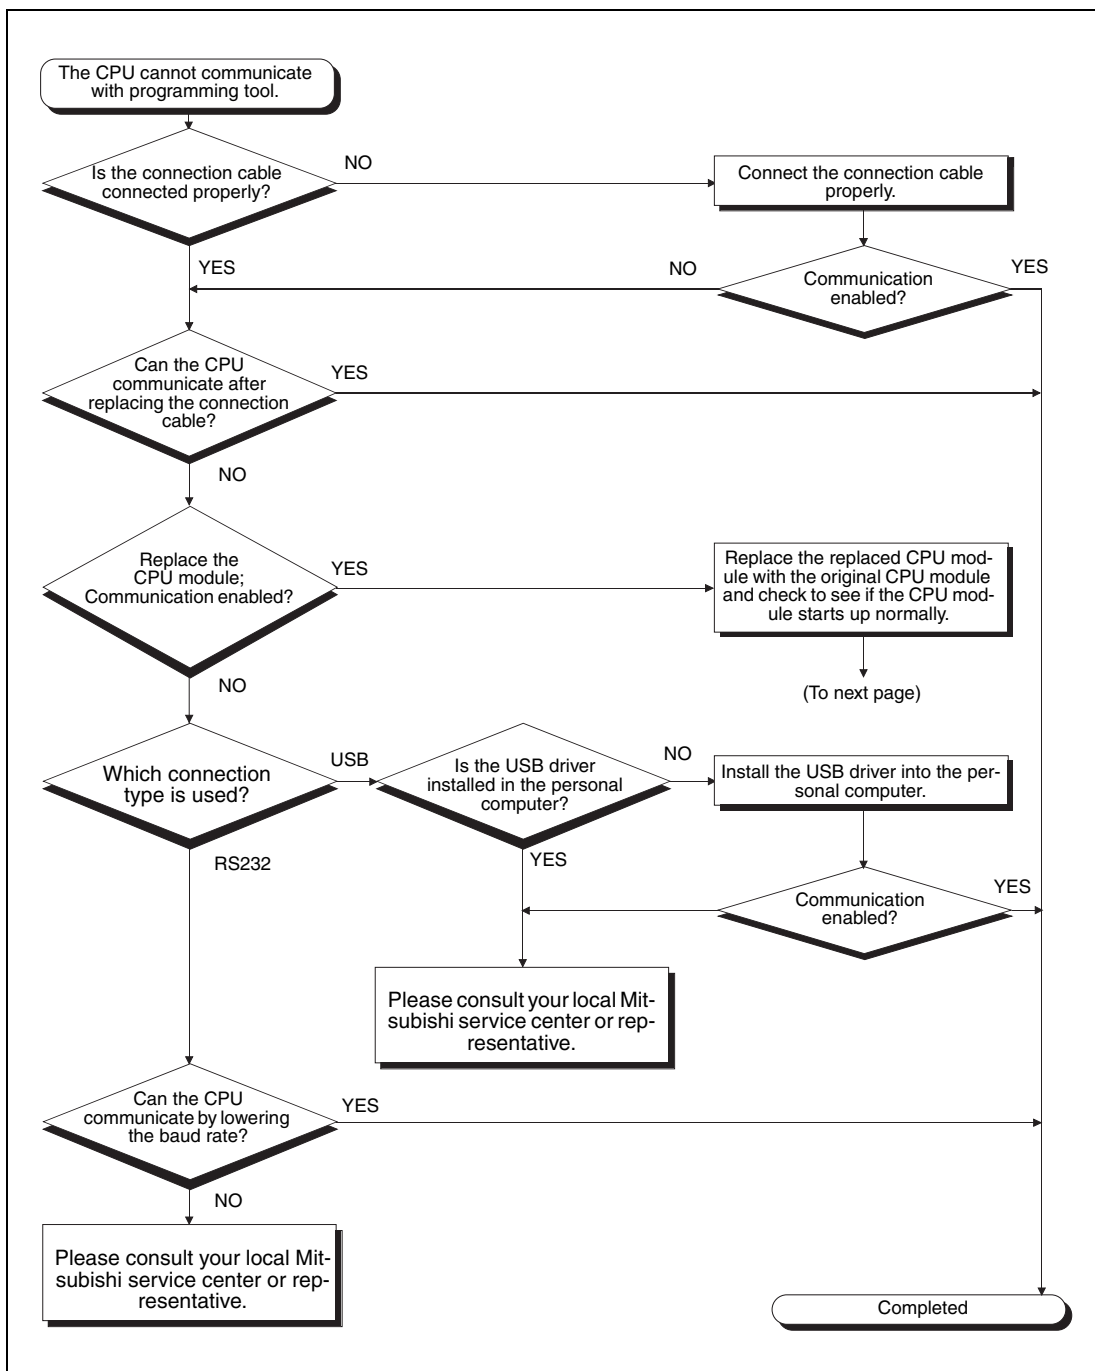 The CPU cannot communicate
with programming tool.
Is the connection cable
connected properly?
NO
Connect the connection cable
properly.
YES
NO
Communication
enabled?
YES
Can the CPU
communicate after
replacing the connection
cable?
YES
NO
Replace the
CPU module;
Communication enabled?
YES
Replace the replaced CPU mod-
ule with the original CPU module
and check to see if the CPU mod-
ule starts up normally.
(To next page)
NO
Which connection
type is used?
USB
Is the USB driver
installed in the personal
computer?
NO
Install the USB driver into the per-
sonal computer.
RS232
YES
Communication
enabled?
YES
Please consult your local Mit-
subishi service center or rep-
resentative.
Can the CPU
communicate by lowering
the baud rate?
YES
NO
Please consult your local Mit-
subishi service center or rep-
resentative.
Completed